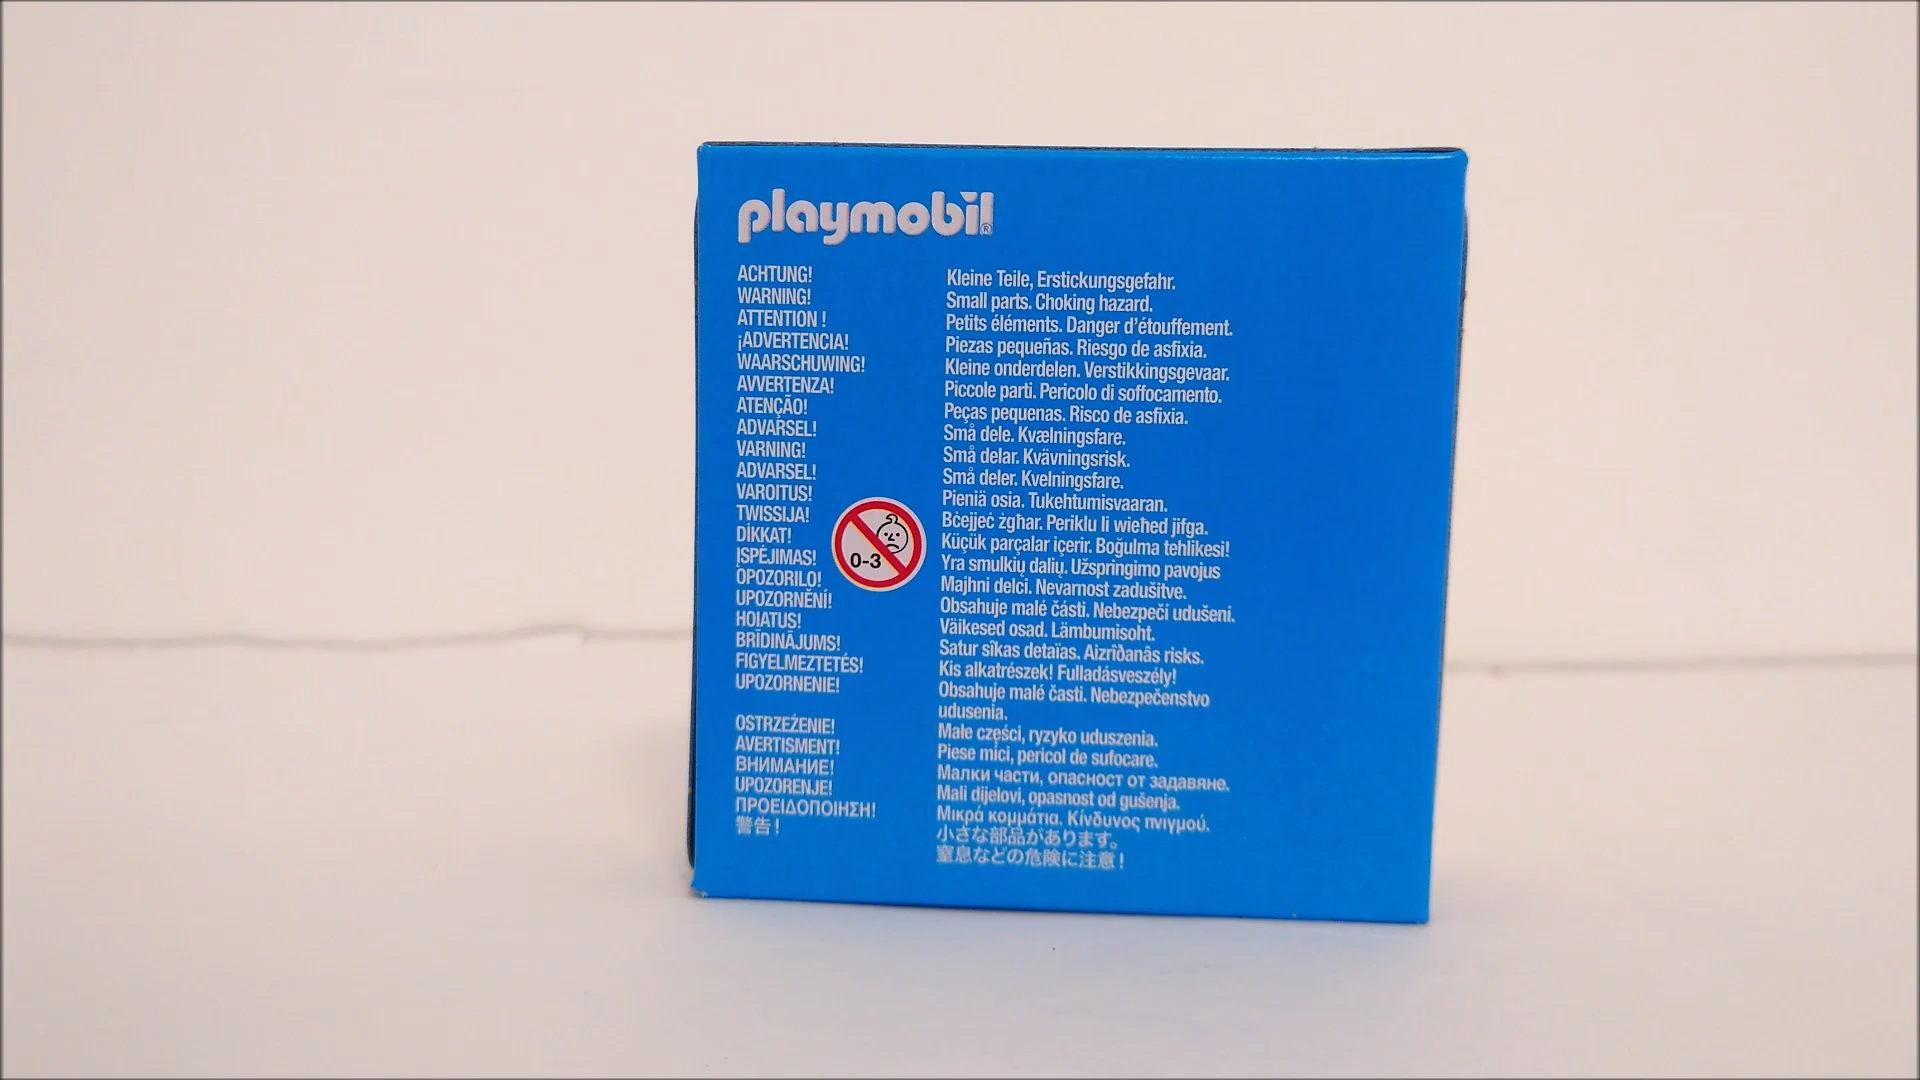 playmobil®
ACHTUNG! Kleine Teile, Erstickungsgefahr.
WARNING! Small parts. Choking hazard.
ATTENTION ! Petits éléments. Danger d'étouffement.
¡ADVERTENCIA! Piezas pequeñas. Riesgo de asfixia.
WAARSCHUWING! Kleine onderdelen. Verstikkingsgevaar.
AVVERTENZA! Piccole parti. Pericolo di soffocamento.
ATENÇÃO! Peças pequenas. Risco de asfixia.
ADVARSEL! Små dele. Kvælningsfare.
VARNING! Små delar. Kvävningsrisk.
ADVARSEL! Små deler. Kvelningsfare.
VAROITUS! Pieniä osia. Tukehtumisvaaran.
TWISSIJA! Bċejjeċ żgħar. Periklu li wieħed jifga.
DİKKAT! Küçük parçalar içerir. Boğulma tehlikesi!
ĮSPĖJIMAS! Yra smulkių dalių. Užspringimo pavojus
OPOZORILO! Majhni delci. Nevarnost zadušitve.
UPOZORNĚNÍ! Obsahuje malé části. Nebezpečí udušení.
HOIATUS! Väikesed osad. Lämbumisoht.
BRĪDINĀJUMS! Satur sîkas detaïas. Aizrîðanâs risks.
FIGYELMEZTETÉS! Kis alkatrészek! Fulladásveszély!
UPOZORNENIE! Obsahuje malé časti. Nebezpečenstvo
udusenia.
OSTRZEŻENIE! Małe części, ryzyko uduszenia.
AVERTISMENT! Piese mici, pericol de sufocare.
ВНИМАНИЕ! Малки части, опасност от задавяне.
UPOZORENJE! Mali dijelovi, opasnost od gušenja.
ΠΡΟΕΙΔΟΠΟΙΗΣΗ! Μικρά κομμάτια. Κίνδυνος πνιγμού.
警告! 小さな部品があります。
窒息などの危険に注意!
0-3